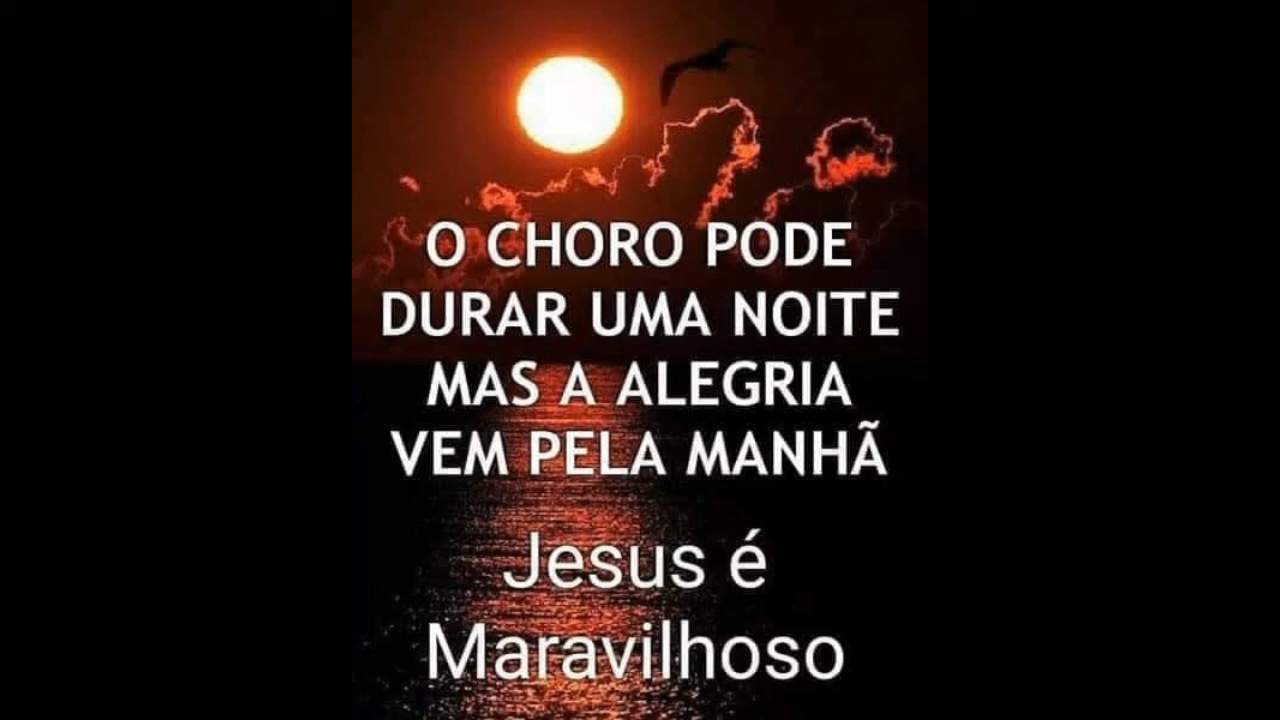 O CHORO PODE
DURAR UMA NOITE
MAS A ALEGRIA
VEM PELA MANHÃ
Jesus é
Maravilhoso